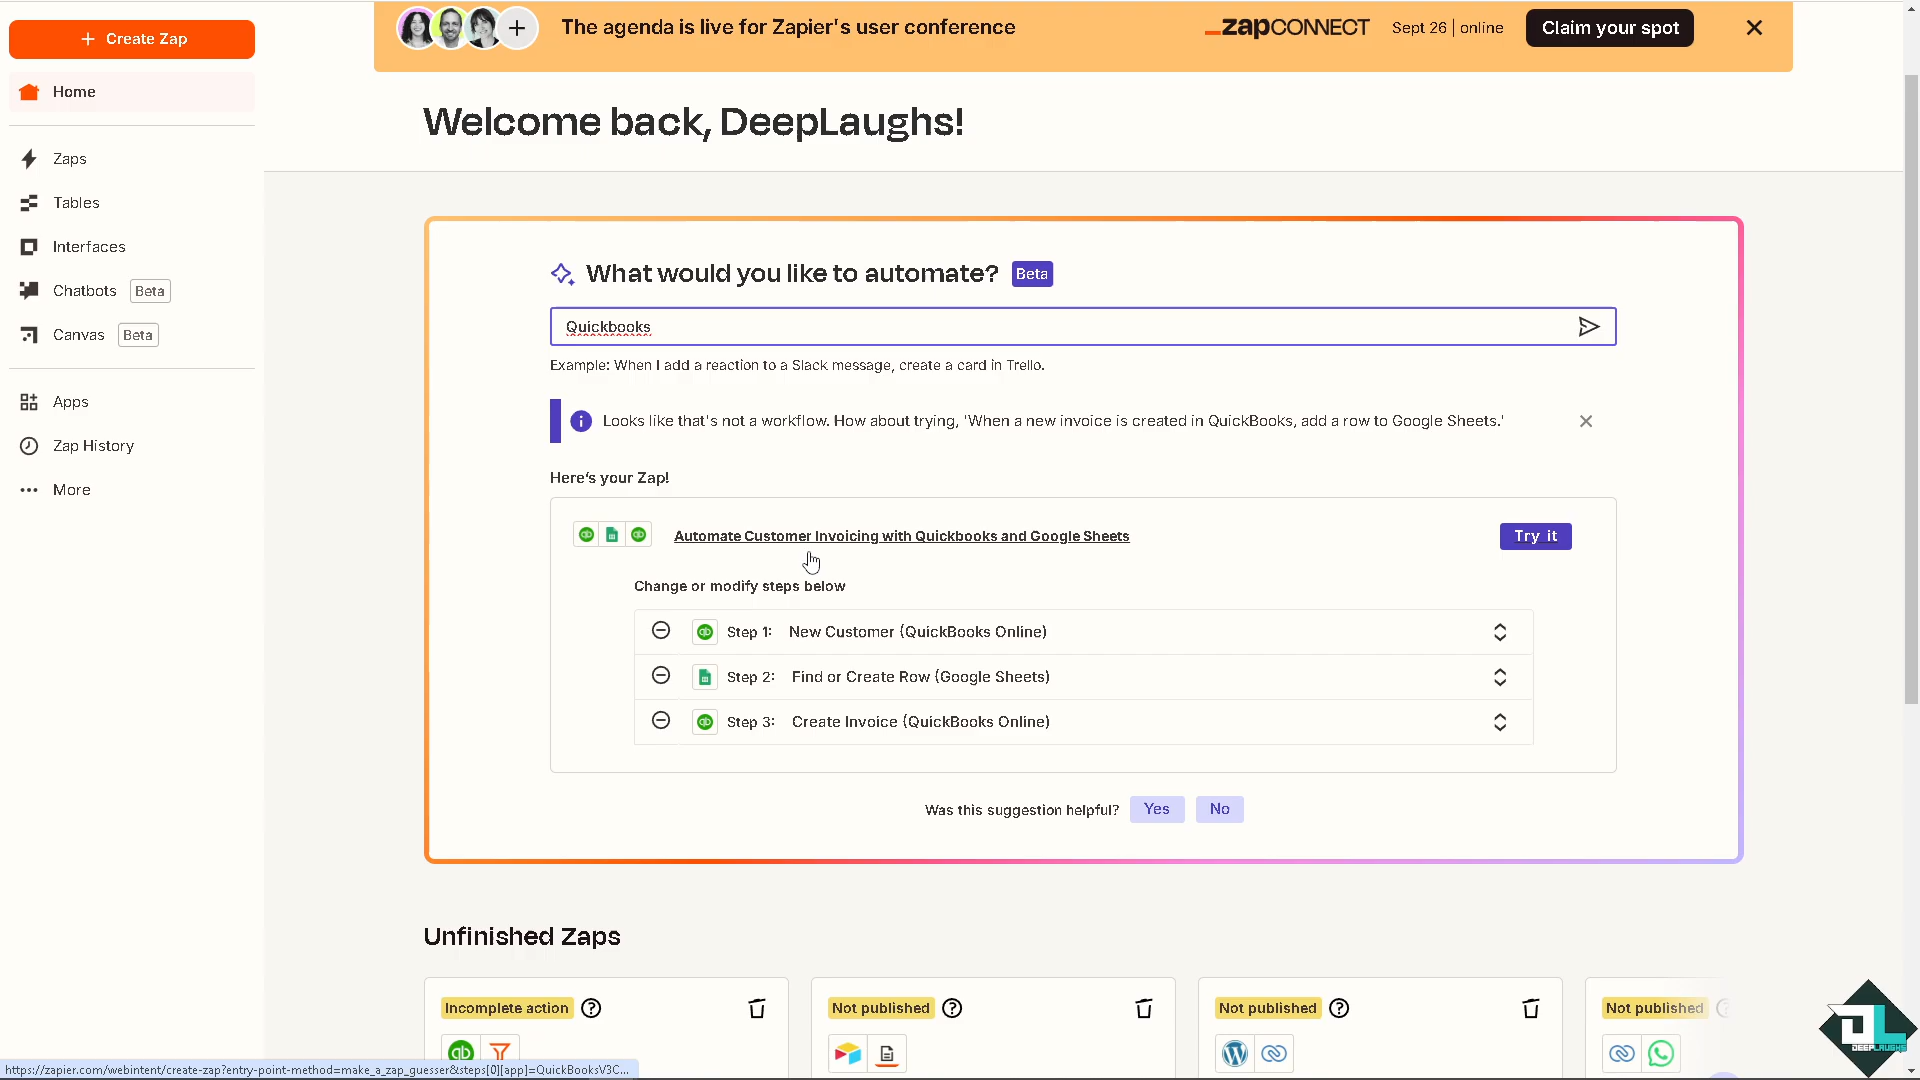 Create Zap
The agenda is live for Zapier's user conference
zapCONNECT
Sept 26 | online
Claim your spot
Home
Welcome back, DeepLaughs!
Zaps
Tables
Interfaces
Chatbots Beta
Canvas Beta
Apps
Zap History
More
What would you like to automate? Beta
Quickbooks
Example: When I add a reaction to a Slack message, create a card in Trello.
Looks like that's not a workflow. How about trying, 'When a new invoice is created in QuickBooks, add a row to Google Sheets.'
Here's your Zap!
Automate Customer Invoicing with Quickbooks and Google Sheets
Try it
Change or modify steps below
Step 1: New Customer (QuickBooks Online)
Step 2: Find or Create Row (Google Sheets)
Step 3: Create Invoice (QuickBooks Online)
Was this suggestion helpful? Yes No
Unfinished Zaps
Incomplete action
Not published
Not published
Not published
DEEPLAUGHS
https://zapier.com/webintent/create-zap?entry-point-method=make_a_zap_guesser&steps[0][app]=QuickBooksV3C...